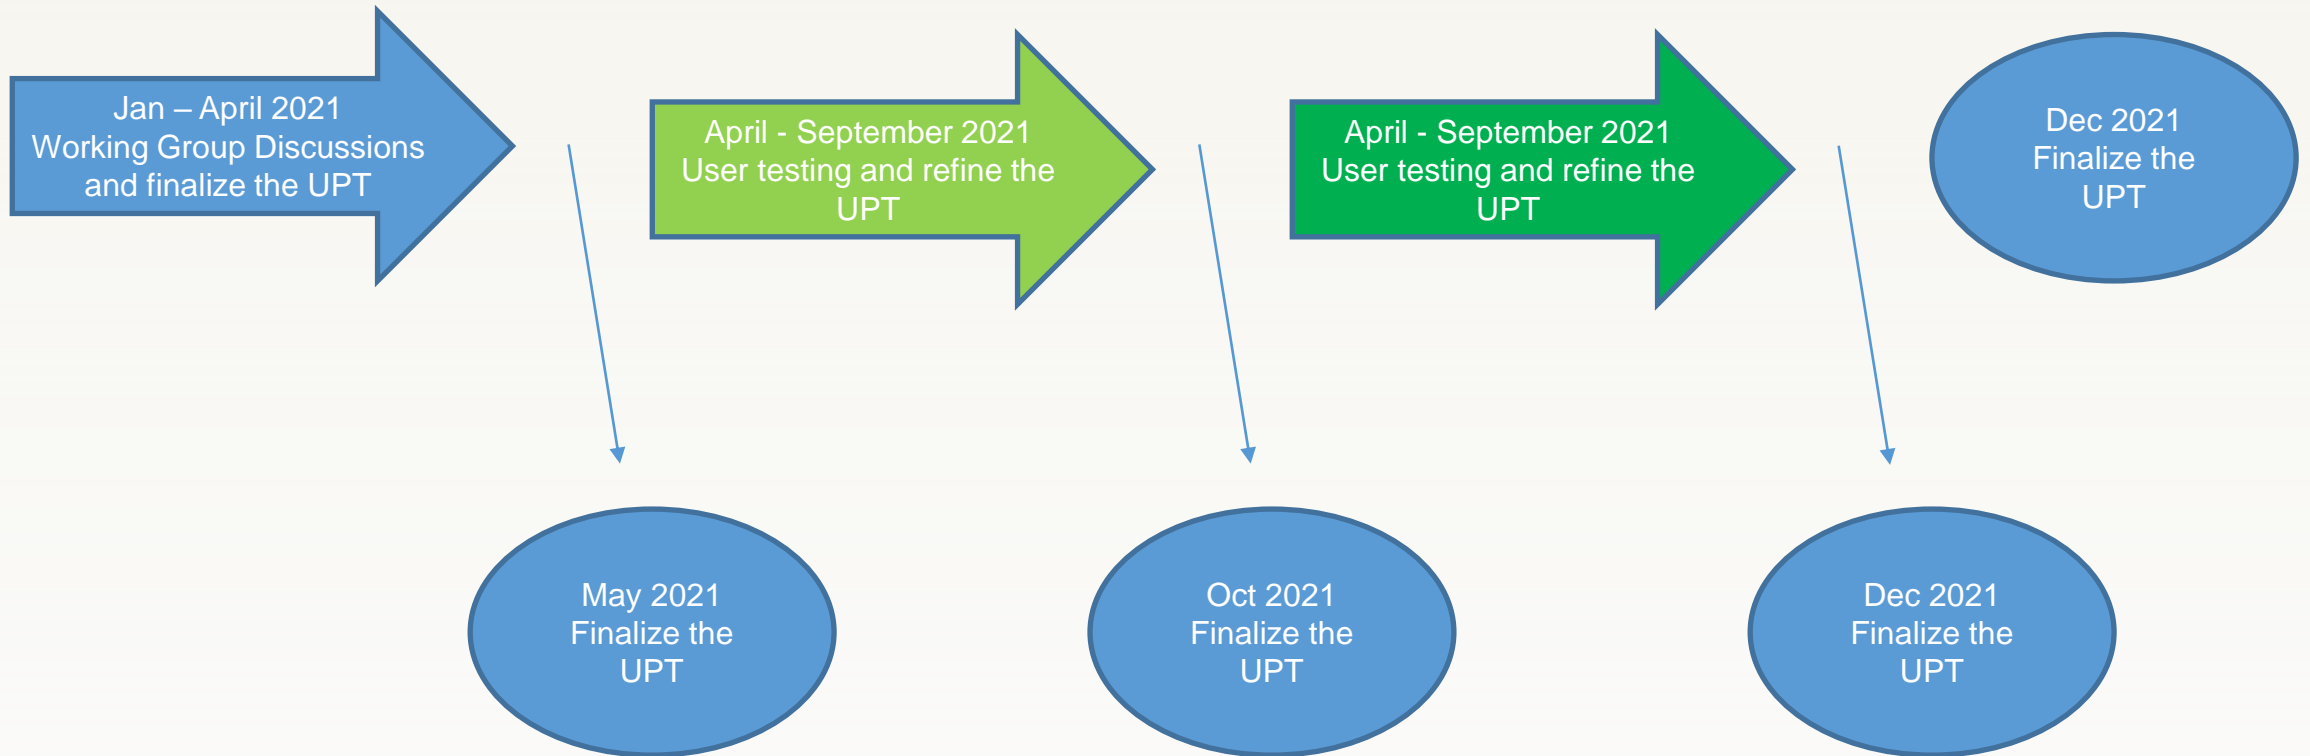 Jan – April 2021
Working Group Discussions
and finalize the UPT
April - September 2021
User testing and refine the
UPT
April - September 2021
User testing and refine the
UPT
Dec 2021
Finalize the
UPT
May 2021
Finalize the
UPT
Oct 2021
Finalize the
UPT
Dec 2021
Finalize the
UPT